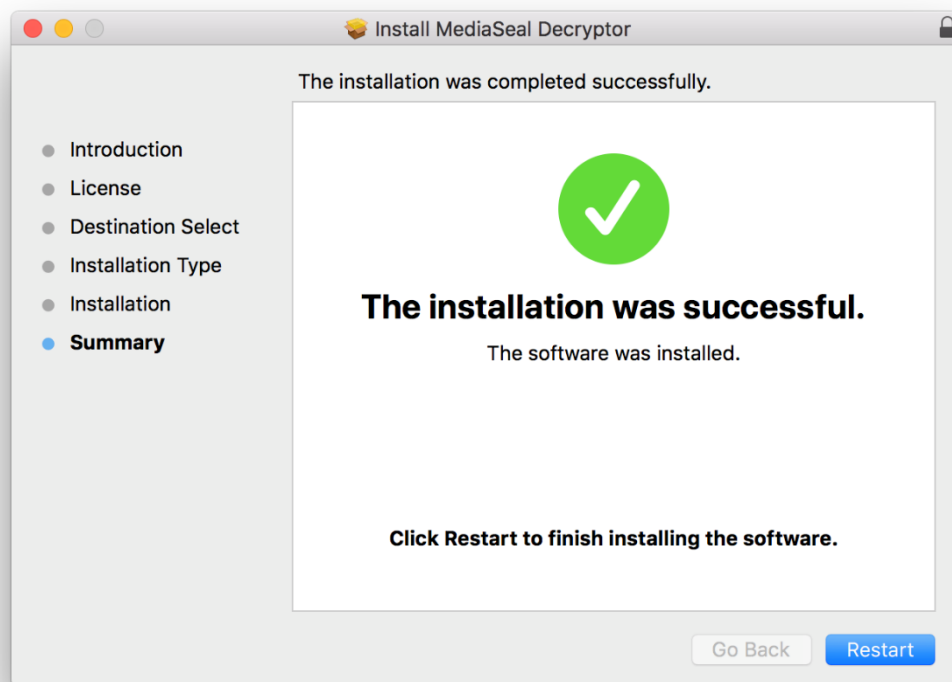 Install MediaSeal Decryptor
The installation was completed successfully.
Introduction
License
Destination Select
Installation Type
Installation
Summary
The installation was successful.
The software was installed.
Click Restart to finish installing the software.
Go Back
Restart